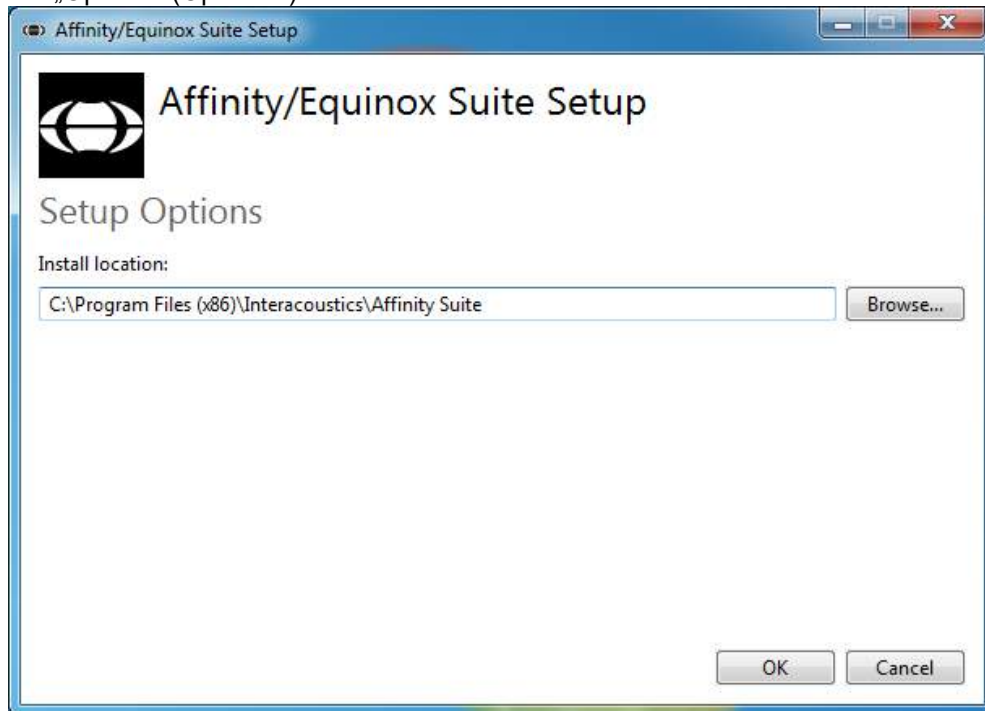 Affinity/Equinox Suite Setup
Affinity/Equinox Suite Setup
Setup Options
Install location:
C:\Program Files (x86)\Interacoustics\Affinity Suite
Browse...
OK
Cancel